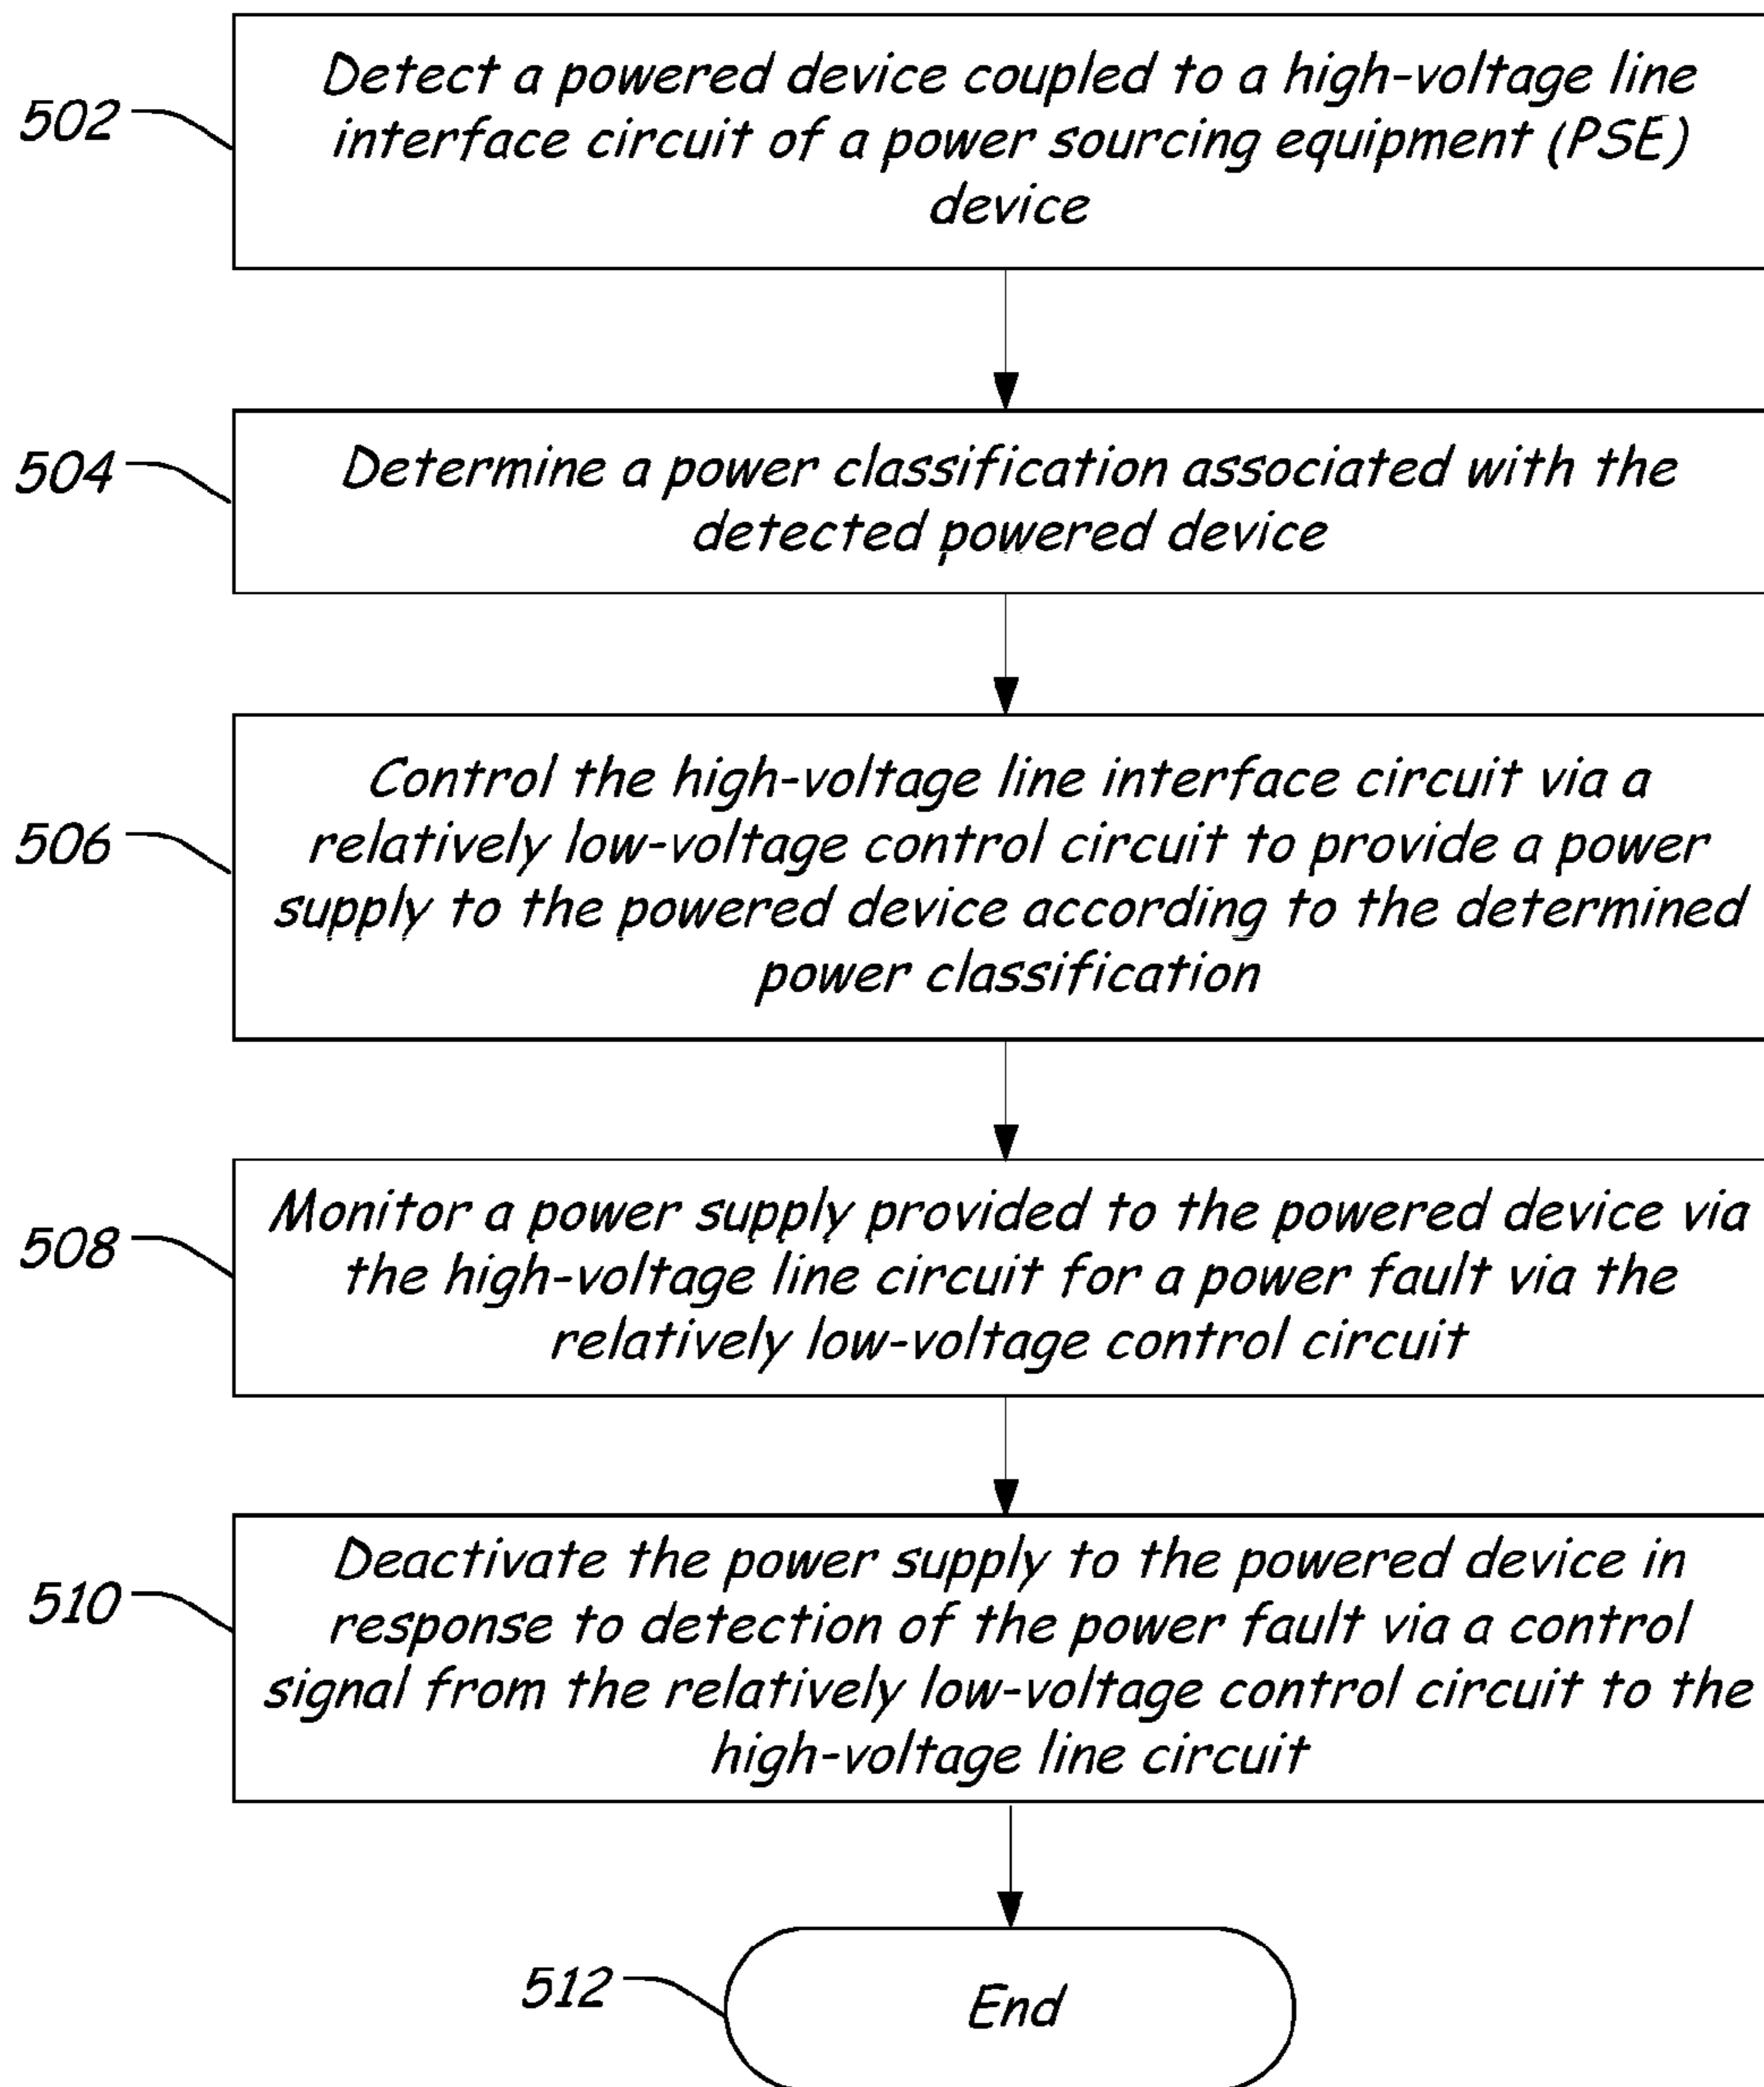 502
Detect a powered device coupled to a high-voltage line
interface circuit of a power sourcing equipment (PSE)
device
504
Determine a power classification associated with the
detected powered device
506
Control the high-voltage line interface circuit via a
relatively low-voltage control circuit to provide a power
supply to the powered device according to the determined
power classification
508
Monitor a power supply provided to the powered device via
the high-voltage line circuit for a power fault via the
relatively low-voltage control circuit
510
Deactivate the power supply to the powered device in
response to detection of the power fault via a control
signal from the relatively low-voltage control circuit to the
high-voltage line circuit
512
End